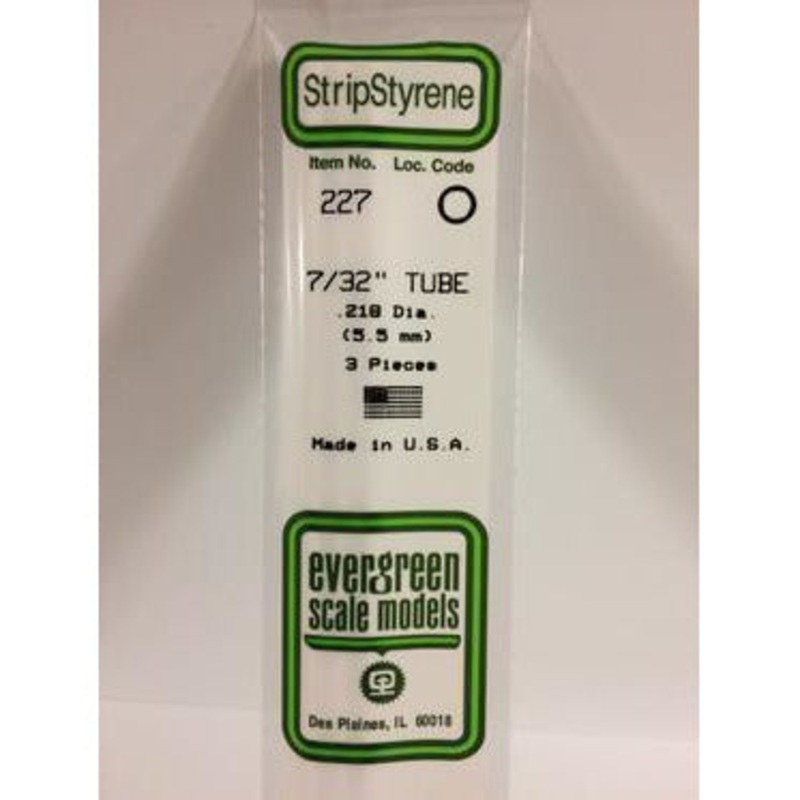 StripStyrene
Item No. Loc. Code
227
7/32" TUBE
.218 Dia.
(5.5 mm)
3 Pieces
Made in U.S.A.
evergreen
scale models
Des Plaines, IL 60018